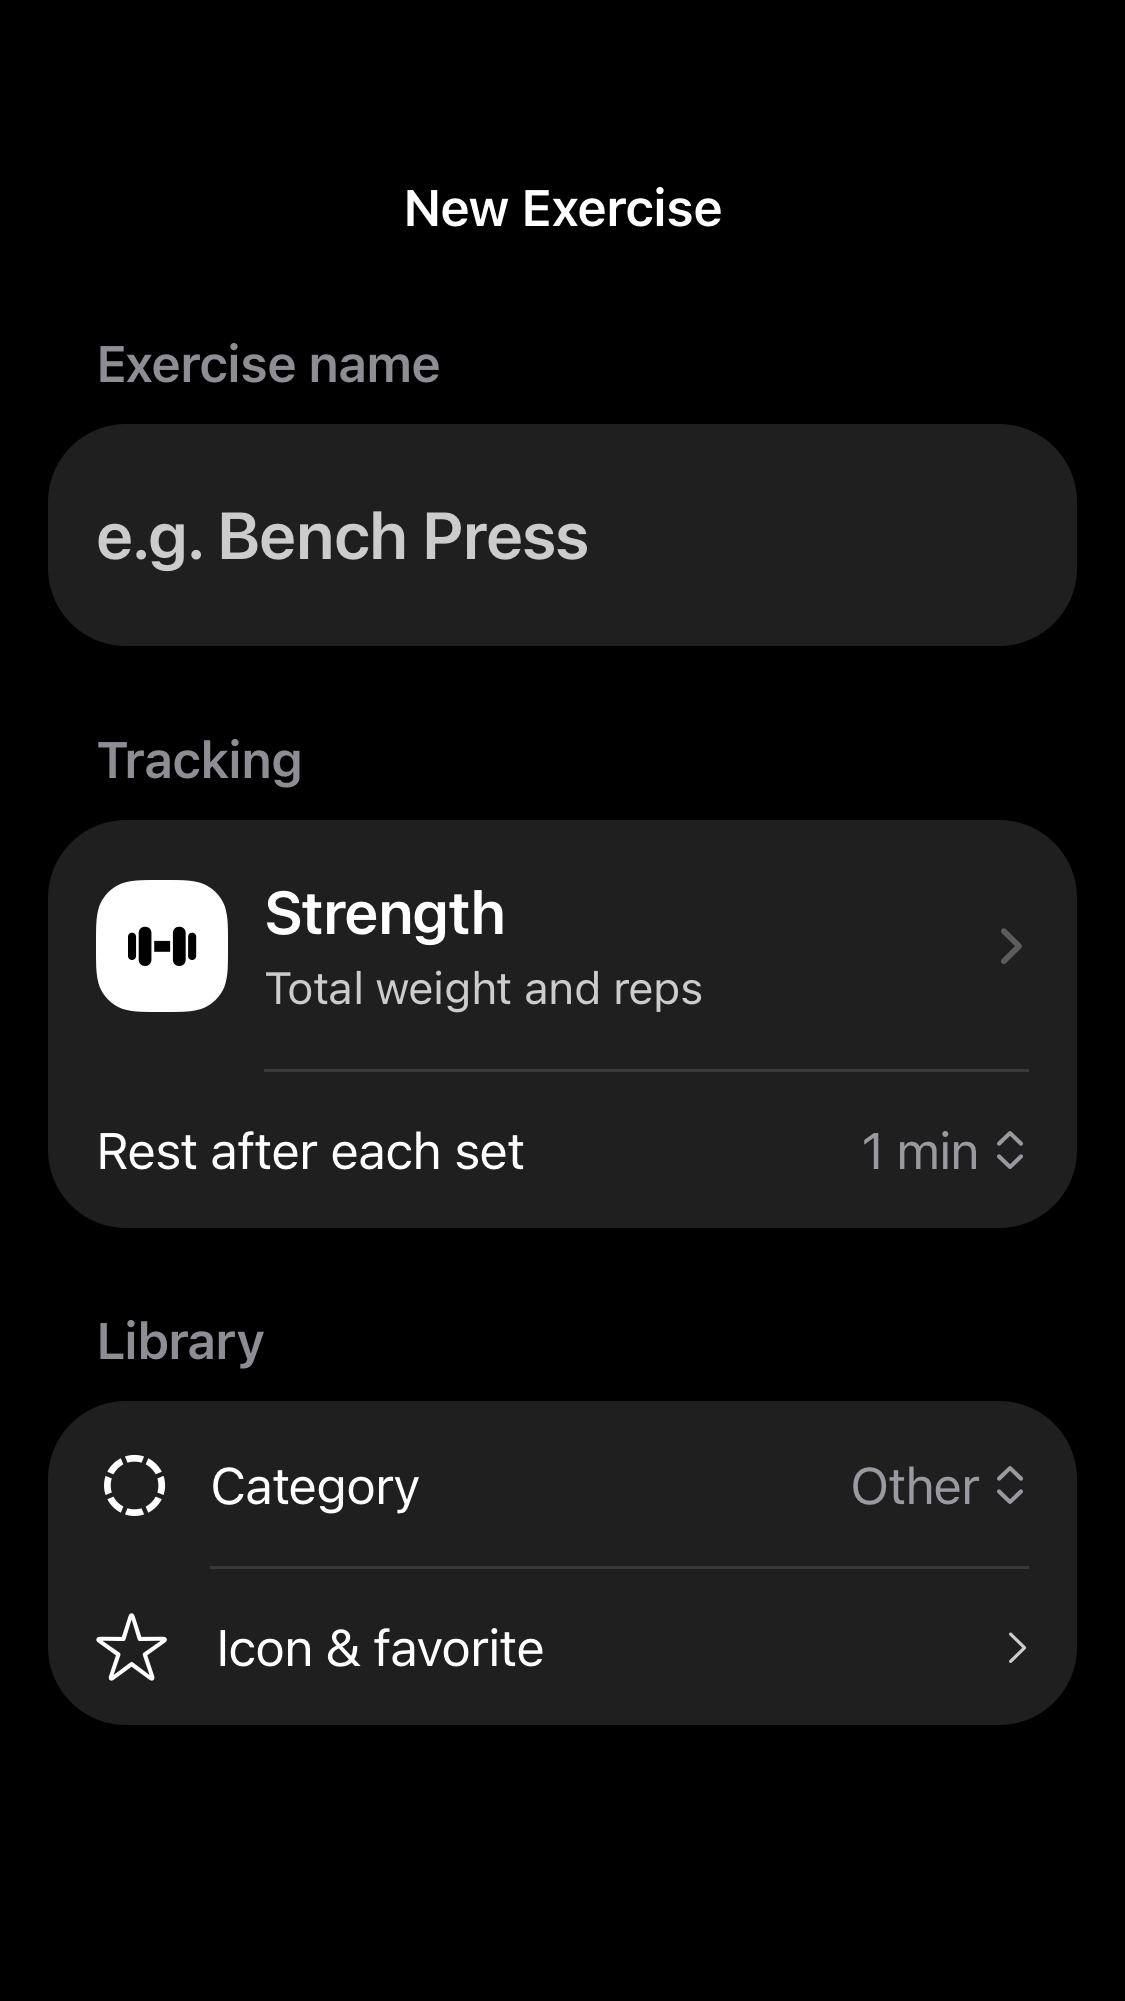 New Exercise
Exercise name
e.g. Bench Press
Tracking
Strength
Total weight and reps
Rest after each set 1 min
Library
Category Other
Icon & favorite